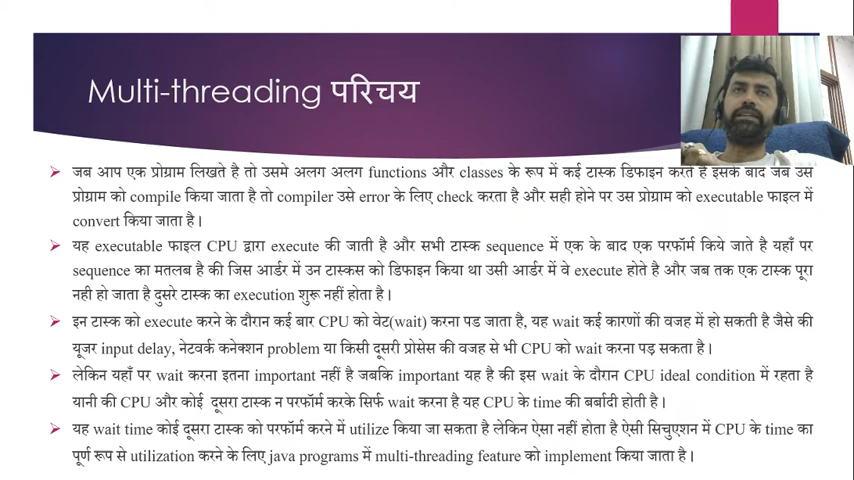 Multi-threading परिचय
जब आप एक प्रोग्राम लिखते है तो उसमे अलग अलग functions और classes के रूप में कई टास्क डिफाइन करते है इसके बाद जब उस
प्रोग्राम को compile किया जाता है तो compiler उसे error के लिए check करता है और सही होने पर उस प्रोग्राम को executable फाइल में
convert किया जाता है।
यह executable फाइल CPU द्वारा execute की जाती है और सभी टास्क sequence में एक के बाद एक परफॉर्म किये जाते है यहाँ पर
sequence का मतलब है की जिस आर्डर में उन टास्कस को डिफाइन किया था उसी आर्डर में वे execute होते है और जब तक एक टास्क पूरा
नही हो जाता है दुसरे टास्क का execution शुरू नहीं होता है।
इन टास्क को execute करने के दौरान कई बार CPU को वेट(wait) करना पड जाता है, यह wait कई कारणों की वजह में हो सकती है जैसे की
यूजर input delay, नेटवर्क कनेक्शन problem या किसी दूसरी प्रोसेस की वजह से भी CPU को wait करना पड़ सकता है।
लेकिन यहाँ पर wait करना इतना important नहीं है जबकि important यह है की इस wait के दौरान CPU ideal condition में रहता है
यानी की CPU और कोई दूसरा टास्क न परफॉर्म करके सिर्फ wait करना है यह CPU के time की बर्बादी होती है।
यह wait time कोई दूसरा टास्क को परफॉर्म करने में utilize किया जा सकता है लेकिन ऐसा नहीं होता है ऐसी सिचुएशन में CPU के time का
पूर्ण रूप से utilization करने के लिए java programs में multi-threading feature को implement किया जाता है।